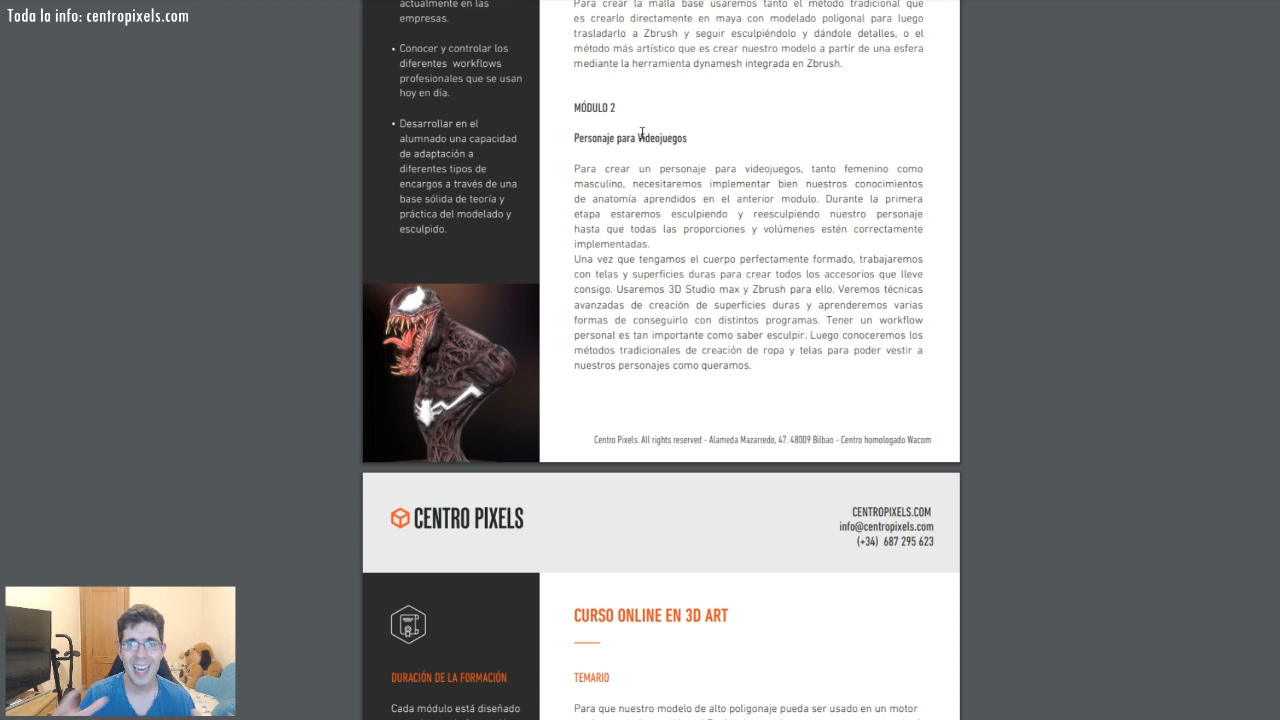 Toda la info: centropixels.com
actualmente en las
empresas.
• Conocer y controlar los
diferentes workflows
profesionales que se usan
hoy en día.
• Desarrollar en el
alumnado una capacidad
de adaptación a
diferentes tipos de
encargos a través de una
base sólida de teoría y
práctica del modelado y
esculpido.
Para crear la malla base usaremos tanto el método tradicional que
es crearlo directamente en maya con modelado polígonal para luego
trasladarlo a Zbrush y seguir esculpiéndolo y dándole detalles, o el
método más artístico que es crear nuestro modelo a partir de una esfera
mediante la herramienta dynamesh integrada en Zbrush.
MÓDULO 2
Personaje para Videojuegos
Para crear un personaje para videojuegos, tanto femenino como
masculino, necesitaremos implementar bien nuestros conocimientos
de anatomía aprendidos en el anterior modulo. Durante la primera
etapa estaremos esculpiendo y reesculpiendo nuestro personaje
hasta que todas las proporciones y volúmenes estén correctamente
implementadas.
Una vez que tengamos el cuerpo perfectamente formado, trabajaremos
con telas y superficies duras para crear todos los accesorios que lleve
consigo. Usaremos 3D Studio max y Zbrush para ello. Veremos técnicas
avanzadas de creación de superficies duras y aprenderemos varias
formas de conseguirlo con distintos programas. Tener un workflow
personal es tan importante como saber esculpir. Luego conoceremos los
métodos tradicionales de creación de ropa y telas para poder vestir a
nuestros personajes como queramos.
Centro Pixels. All rights reserved - Alameda Mazarredo, 47. 48009 Bilbao - Centro homologado Wacom
CENTRO PIXELS
CENTROPIXELS.COM
info@centropixels.com
(+34) 687 295 623
DURACIÓN DE LA FORMACIÓN
Cada módulo está diseñado
CURSO ONLINE EN 3D ART
TEMARIO
Para que nuestro modelo de alto poligonaje pueda ser usado en un motor